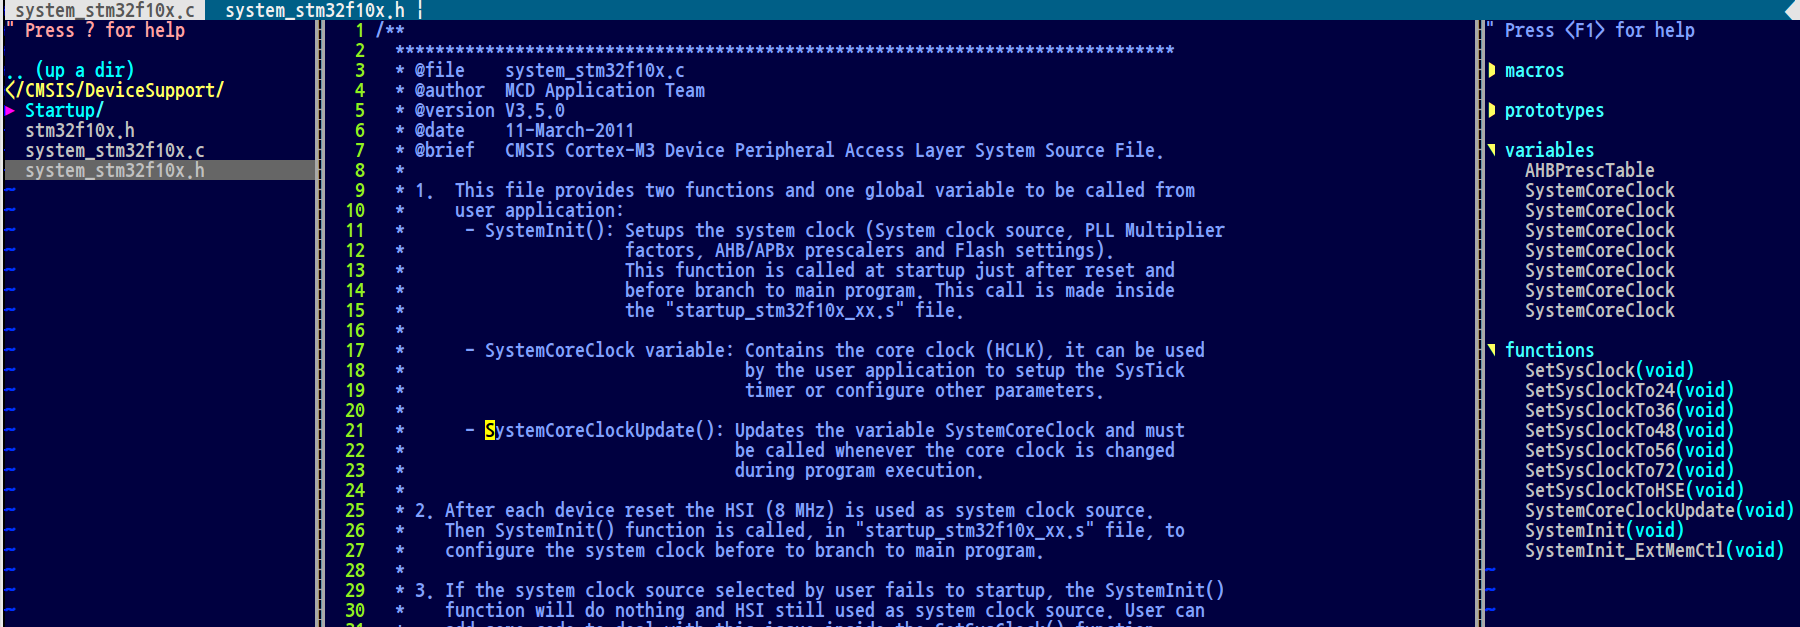 system_stm32f10x.c  system_stm32f10x.h
" Press ? for help
.. (up a dir)
</CMSIS/DeviceSupport/
Startup/
stm32f10x.h
system_stm32f10x.c
system_stm32f10x.h
1 /**
2 ******************************************************************************
3 * @file    system_stm32f10x.c
4 * @author  MCD Application Team
5 * @version V3.5.0
6 * @date    11-March-2011
7 * @brief   CMSIS Cortex-M3 Device Peripheral Access Layer System Source File.
8 *
9 * 1.  This file provides two functions and one global variable to be called from
10 *     user application:
11 *      - SystemInit(): Setups the system clock (System clock source, PLL Multiplier
12 *                      factors, AHB/APBx prescalers and Flash settings).
13 *                      This function is called at startup just after reset and
14 *                      before branch to main program. This call is made inside
15 *                      the "startup_stm32f10x_xx.s" file.
16 *
17 *      - SystemCoreClock variable: Contains the core clock (HCLK), it can be used
18 *                                  by the user application to setup the SysTick
19 *                                  timer or configure other parameters.
20 *
21 *      - SystemCoreClockUpdate(): Updates the variable SystemCoreClock and must
22 *                                 be called whenever the core clock is changed
23 *                                 during program execution.
24 *
25 * 2. After each device reset the HSI (8 MHz) is used as system clock source.
26 *    Then SystemInit() function is called, in "startup_stm32f10x_xx.s" file, to
27 *    configure the system clock before to branch to main program.
28 *
29 * 3. If the system clock source selected by user fails to startup, the SystemInit()
30 *    function will do nothing and HSI still used as system clock source. User can
31 *    add some code to deal with this issue inside the SetSysClock() function.
" Press <F1> for help
macros
prototypes
variables
AHBPrescTable
SystemCoreClock
SystemCoreClock
SystemCoreClock
SystemCoreClock
SystemCoreClock
SystemCoreClock
SystemCoreClock
functions
SetSysClock(void)
SetSysClockTo24(void)
SetSysClockTo36(void)
SetSysClockTo48(void)
SetSysClockTo56(void)
SetSysClockTo72(void)
SetSysClockToHSE(void)
SystemCoreClockUpdate(void)
SystemInit(void)
SystemInit_ExtMemCtl(void)